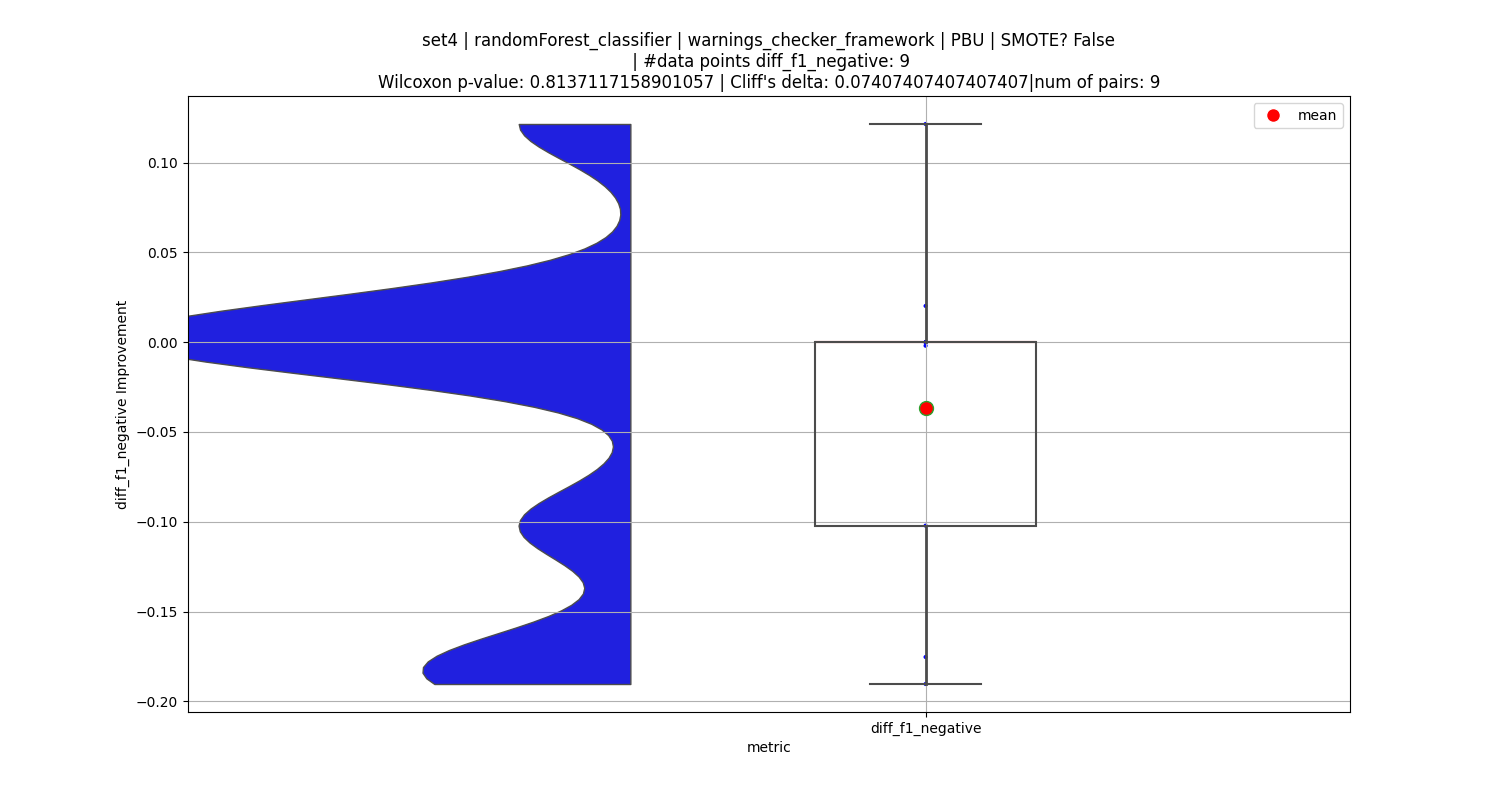 set4 | randomForest_classifier | warnings_checker_framework | PBU | SMOTE? False
| #data points diff_f1_negative: 9
Wilcoxon p-value: 0.8137117158901057 | Cliff's delta: 0.07407407407407407|num of pairs: 9
mean
0.10
0.05
0.00
−0.05
−0.10
−0.15
−0.20
diff_f1_negative Improvement
diff_f1_negative
metric